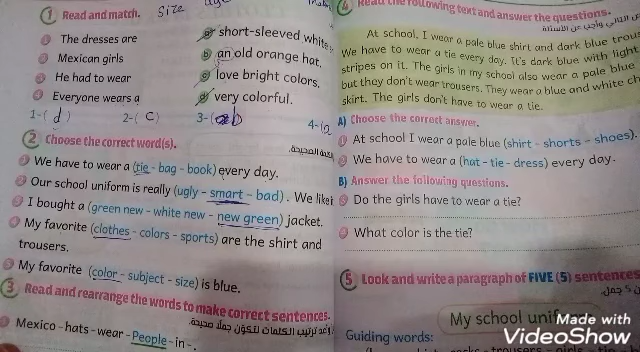 1 Read and match.
Size
The dresses are
Mexican girls
He had to wear
Everyone wears a
short-sleeved white
an old orange hat.
love bright colors.
very colorful.
1-( d )
2-( c )
3-( b
4-(a
2 Choose the correct word(s).
We have to wear a (tie - bag - book) every day.
Our school uniform is really (ugly - smart - bad). We like it
I bought a (green new - white new - new green) jacket.
My favorite (clothes - colors - sports) are the shirt and
trousers.
My favorite (color - subject - size) is blue.
3 Read and rearrange the words to make correct sentences.
Mexico - hats - wear - People - in - .
4 Read the following text and answer the questions.
At school, I wear a pale blue shirt and dark blue trous
We have to wear a tie every day. It's dark blue with light
stripes on it. The girls in my school also wear a pale blue
but they don't wear trousers. They wear a blue and white ch
skirt. The girls don't have to wear a tie.
A) Choose the correct answer.
At school I wear a pale blue (shirt - shorts - shoes).
We have to wear a (hat - tie - dress) every day.
B) Answer the following questions.
Do the girls have to wear a tie?
What color is the tie?
5 Look and write a paragraph of FIVE (5) sentences
My school unif
Guiding words:
Made with
VideoShow